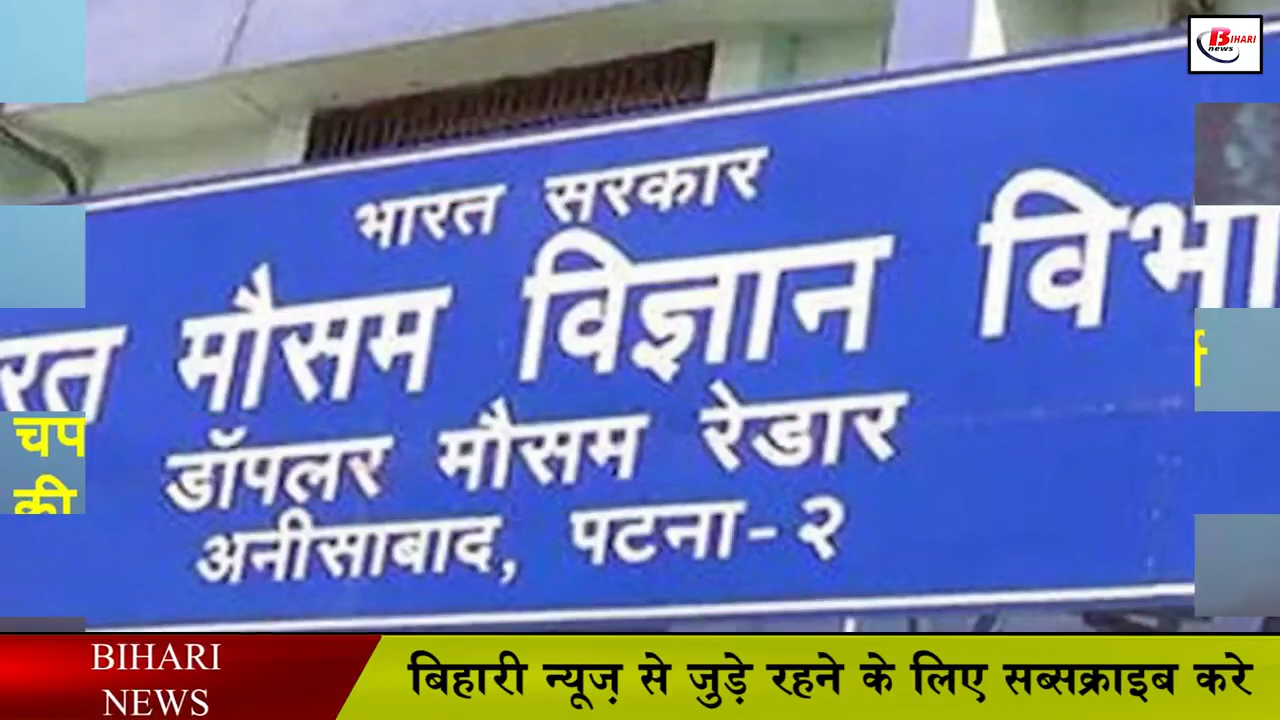 BIHARI
news
भारत सरकार
रत मौसम विज्ञान विभा
डॉपलर मौसम रेडार
अनीसाबाद, पटना-२
चप
की
BIHARI
NEWS
बिहारी न्यूज़ से जुड़े रहने के लिए सब्सक्राइब करे